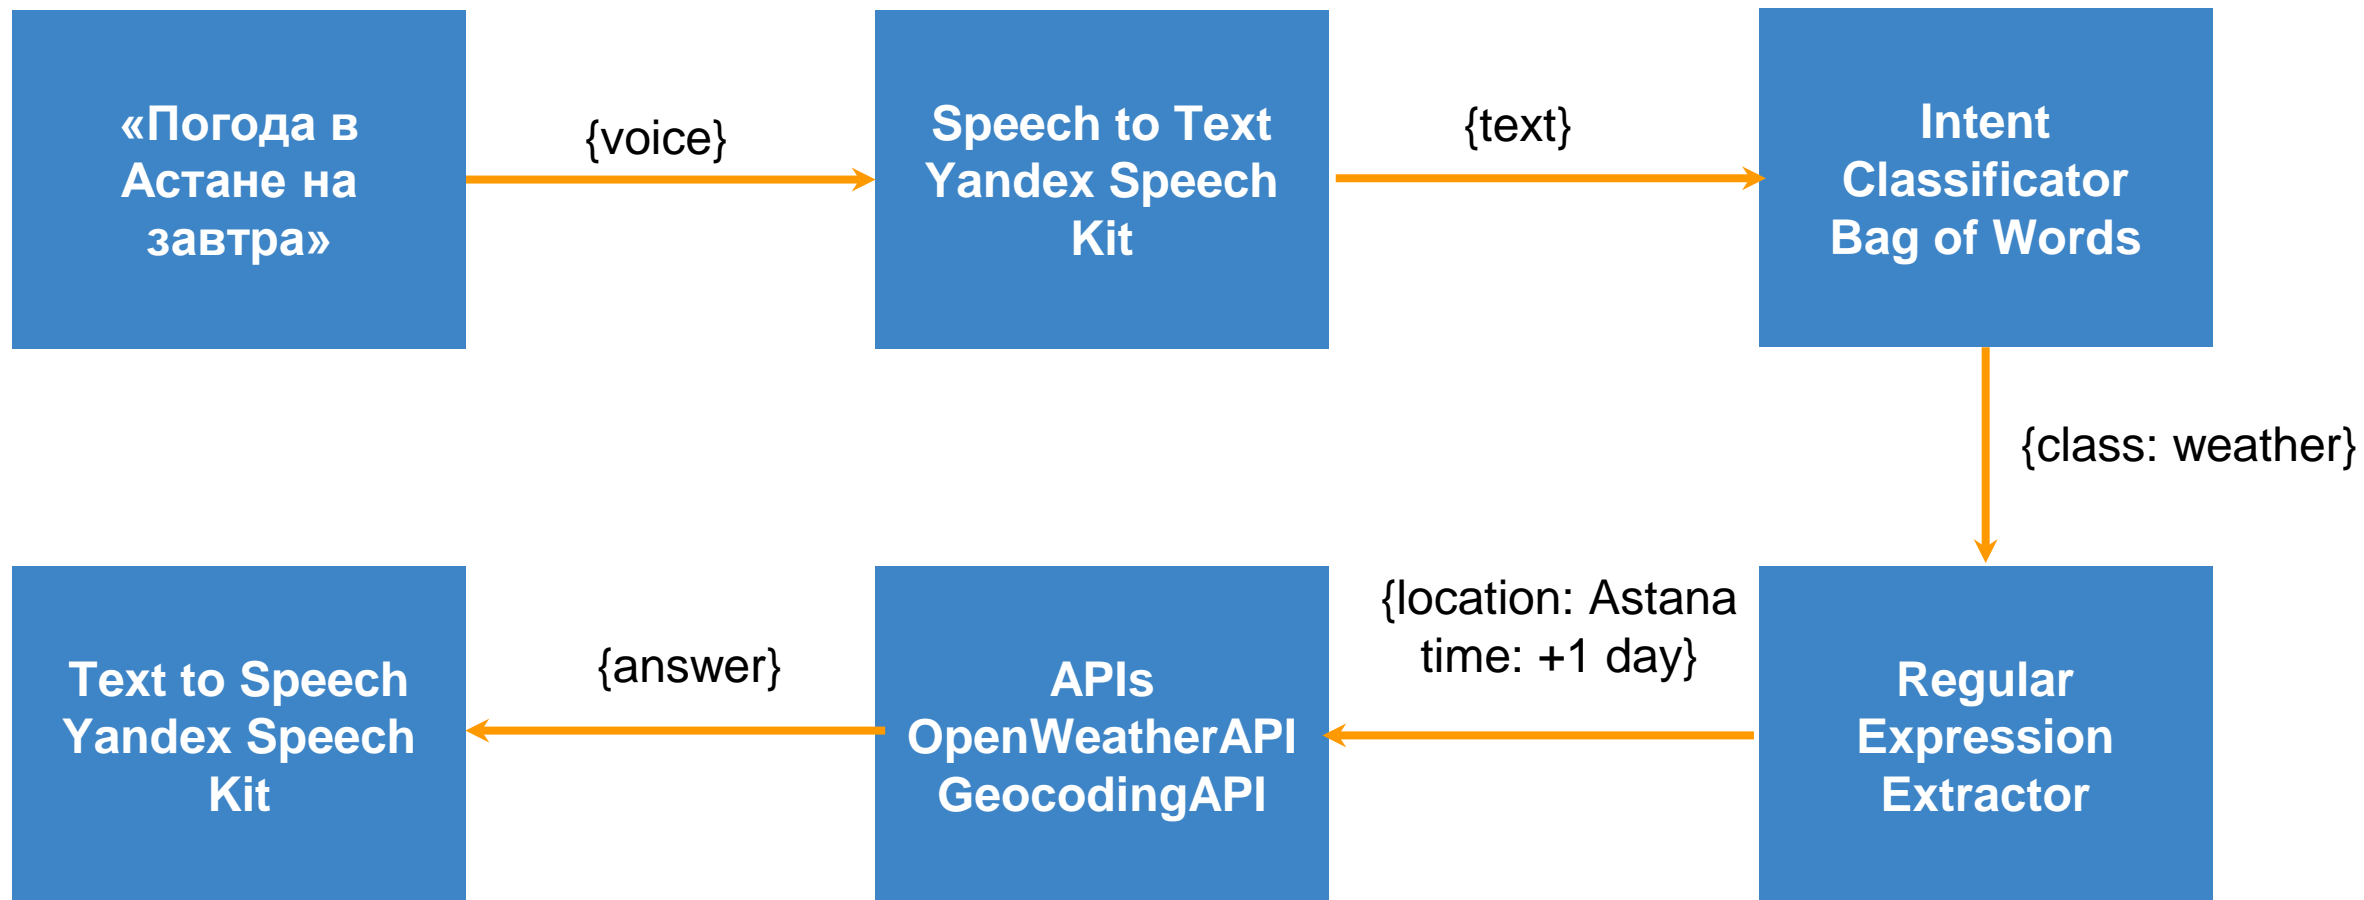 «Погода в
Астане на
завтра»
{voice}
Speech to Text
Yandex Speech
Kit
{text}
Intent
Classificator
Bag of Words
{class: weather}
Regular
Expression
Extractor
{location: Astana
time: +1 day}
APIs
OpenWeatherAPI
GeocodingAPI
{answer}
Text to Speech
Yandex Speech
Kit